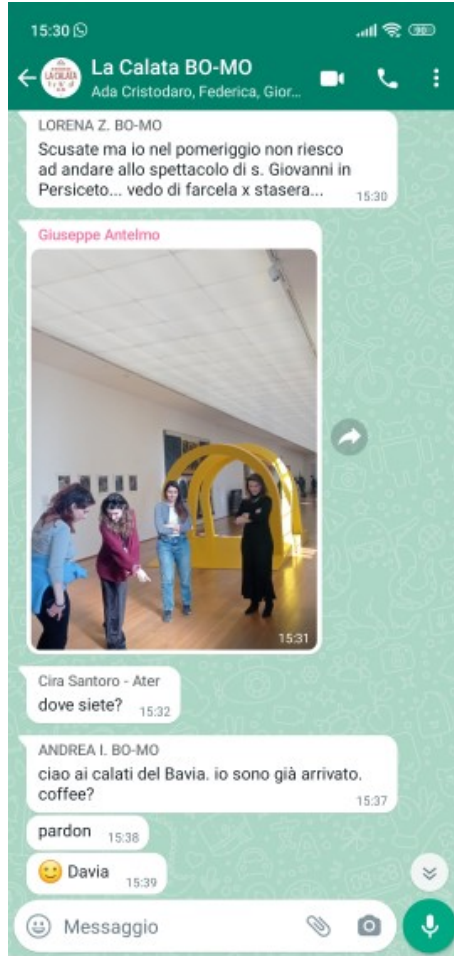 15:30
90
La Calata BO-MO
Ada Cristodaro, Federica, Gior...
LORENA Z. BO-MO
Scusate ma io nel pomeriggio non riesco
ad andare allo spettacolo di s. Giovanni in
Persiceto... vedo di farcela x stasera...
15:30
Giuseppe Antelmo
15:31
Cira Santoro - Ater
dove siete?
15:32
ANDREA I. BO-MO
ciao ai calati del Bavia. io sono già arrivato.
coffee?
15:37
pardon
15:38
🙂 Davia
15:39
Messaggio